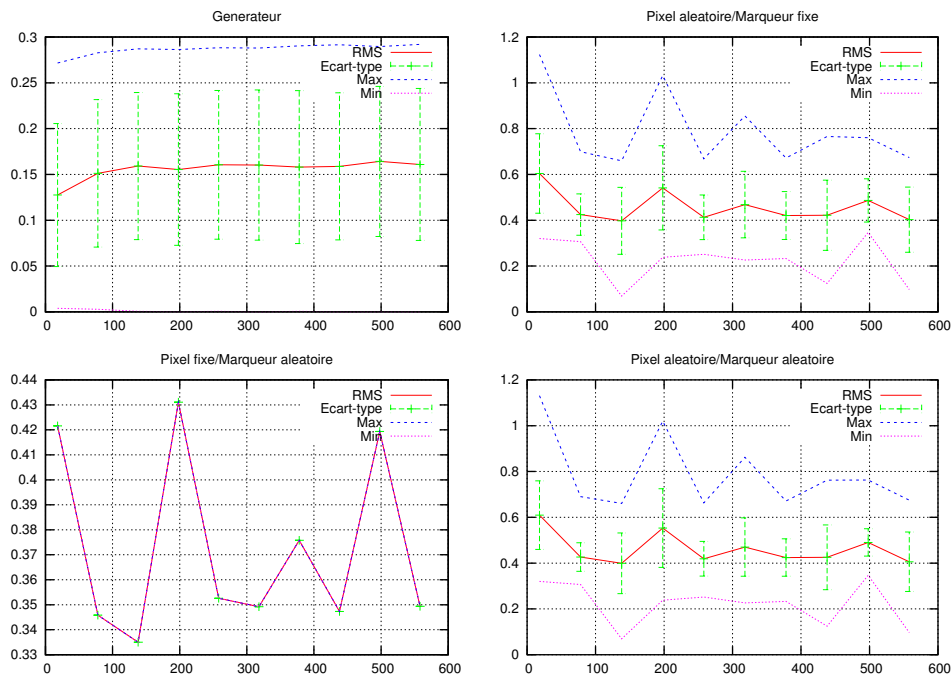 Generateur
0.3
0.25
0.2
0.15
0.1
0.05
0
0 100 200 300 400 500 600
RMS
Ecart-type
Max
Min
Pixel aleatoire/Marqueur fixe
1.2
1
0.8
0.6
0.4
0.2
0
0 100 200 300 400 500 600
RMS
Ecart-type
Max
Min
Pixel fixe/Marqueur aleatoire
0.44
0.43
0.42
0.41
0.4
0.39
0.38
0.37
0.36
0.35
0.34
0.33
0 100 200 300 400 500 600
RMS
Ecart-type
Max
Min
Pixel aleatoire/Marqueur aleatoire
1.2
1
0.8
0.6
0.4
0.2
0
0 100 200 300 400 500 600
RMS
Ecart-type
Max
Min